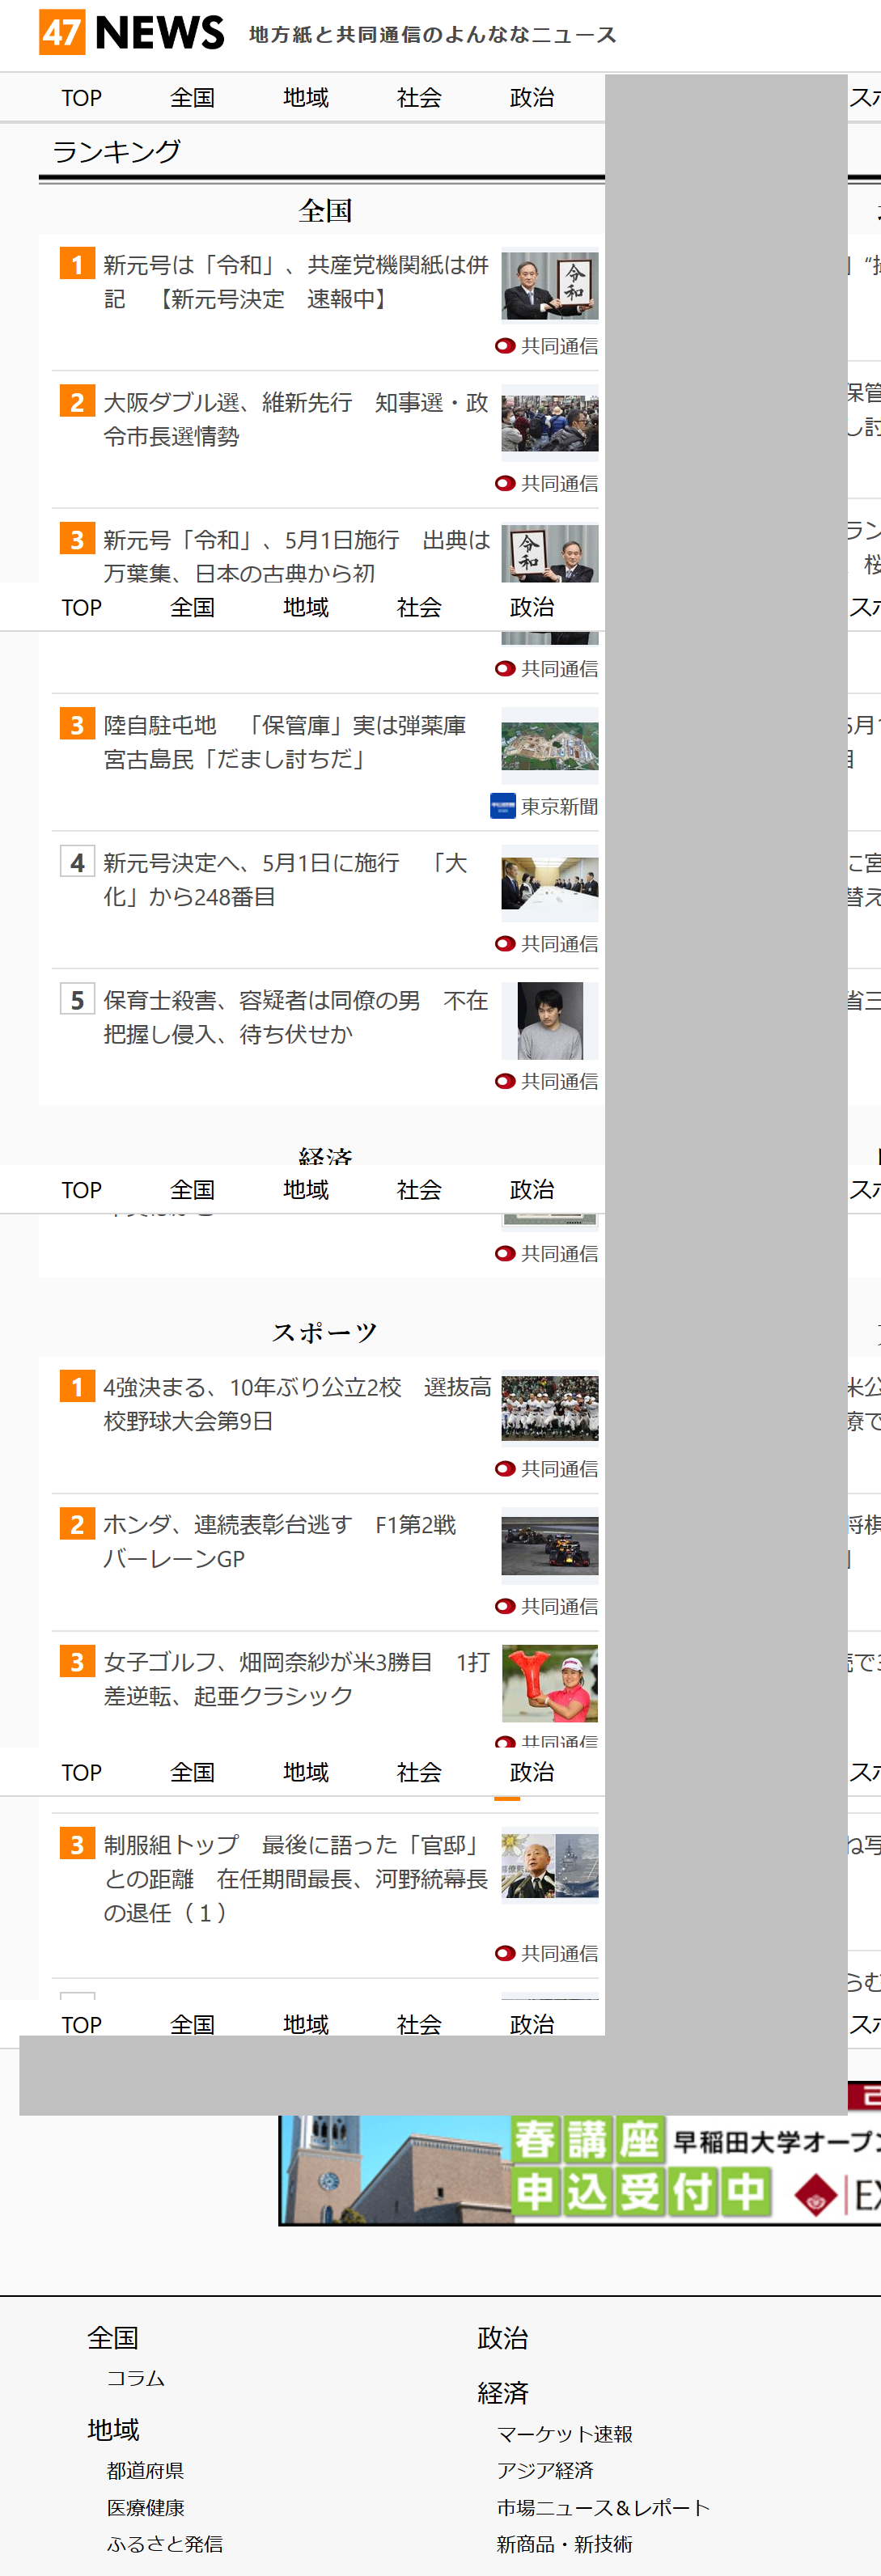 47 NEWS 地方紙と共同通信のよんななニュース
TOP 全国 地域 社会 政治
ランキング
全国
1 新元号は「令和」、共産党機関紙は併
記　【新元号決定　速報中】
令和
共同通信
2 大阪ダブル選、維新先行　知事選・政
令市長選情勢
共同通信
3 新元号「令和」、5月1日施行　出典は
万葉集、日本の古典から初
令和
TOP 全国 地域 社会 政治
共同通信
3 陸自駐屯地　「保管庫」実は弾薬庫
宮古島民「だまし討ちだ」
東京新聞
4 新元号決定へ、5月1日に施行　「大
化」から248番目
共同通信
5 保育士殺害、容疑者は同僚の男　不在
把握し侵入、待ち伏せか
共同通信
経済
TOP 全国 地域 社会 政治
共同通信
スポーツ
1 4強決まる、10年ぶり公立2校　選抜高
校野球大会第9日
共同通信
2 ホンダ、連続表彰台逃す　F1第2戦
バーレーンGP
共同通信
3 女子ゴルフ、畑岡奈紗が米3勝目　1打
差逆転、起亜クラシック
共同通信
TOP 全国 地域 社会 政治
3 制服組トップ　最後に語った「官邸」
との距離　在任期間最長、河野統幕長
の退任（１）
共同通信
TOP 全国 地域 社会 政治
春講座 早稲田大学オープン
申込受付中 EX
全国
コラム
地域
都道府県
医療健康
ふるさと発信
政治
経済
マーケット速報
アジア経済
市場ニュース＆レポート
新商品・新技術